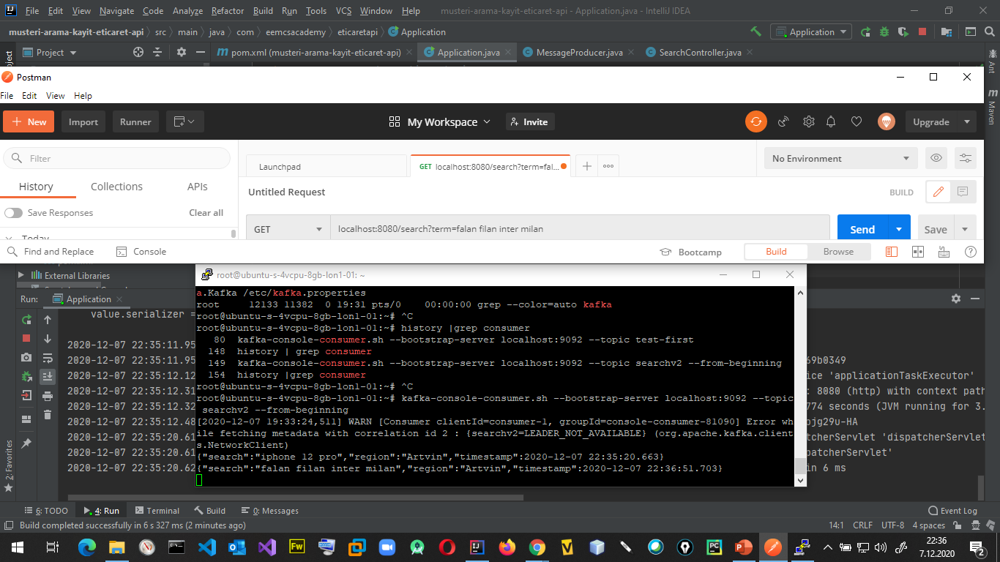 File Edit View Navigate Code Analyze Refactor Build Run Tools VCS Window Help musteri-arama-kayit-eticaret-api - Application.java - IntelliJ IDEA
musteri-arama-kayit-eticaret-api src main java com eemcsacademy eticaretapi Application Application
Project pom.xml (musteri-arama-kayit-eticaret-api) Application.java MessageProducer.java SearchController.java
Ant
Maven
Postman
File Edit View Help
New Import Runner My Workspace Invite Upgrade
Filter
Launchpad GET localhost:8080/search?term=fal... No Environment
History Collections APIs
Untitled Request BUILD
Save Responses Clear all
GET localhost:8080/search?term=falan filan inter milan Send Save
Today
Find and Replace Console Bootcamp Build Browse
External Libraries
root@ubuntu-s-4vcpu-8gb-lon1-01: ~
a.Kafka /etc/kafka.properties
root 12133 11382 0 19:31 pts/0 00:00:00 grep --color=auto kafka
root@ubuntu-s-4vcpu-8gb-lon1-01:~# ^C
root@ubuntu-s-4vcpu-8gb-lon1-01:~# history |grep consumer
80 kafka-console-consumer.sh --bootstrap-server localhost:9092 --topic test-first
148 history | grep consumer
149 kafka-console-consumer.sh --bootstrap-server localhost:9092 --topic searchv2 --from-beginning
154 history |grep consumer
root@ubuntu-s-4vcpu-8gb-lon1-01:~# ^C
root@ubuntu-s-4vcpu-8gb-lon1-01:~# kafka-console-consumer.sh --bootstrap-server localhost:9092 --topic
searchv2 --from-beginning
[2020-12-07 19:33:24,511] WARN [Consumer clientId=consumer-1, groupId=console-consumer-81090] Error wh
ile fetching metadata with correlation id 2 : {searchv2=LEADER_NOT_AVAILABLE} (org.apache.kafka.client
s.NetworkClient)
{"search":"iphone 12 pro","region":"Artvin","timestamp":2020-12-07 22:35:20.663}
{"search":"falan filan inter milan","region":"Artvin","timestamp":2020-12-07 22:36:51.703}
Run: Application
value.serializer =
2020-12-07 22:35:11.95
2020-12-07 22:35:11.95 69b0349
2020-12-07 22:35:12.12 ice 'applicationTaskExecutor'
2020-12-07 22:35:12.31 : 8080 (http) with context path
2020-12-07 22:35:12.32 774 seconds (JVM running for 3.
2020-12-07 22:35:12.48 pjg29u-HA
2020-12-07 22:35:20.61 tcherServlet 'dispatcherServlet
2020-12-07 22:35:20.61 patcherServlet'
2020-12-07 22:35:20.62 in 6 ms
2: Favorites
6: TODO 4: Run Terminal Build 0: Messages Event Log
Build completed successfully in 6 s 327 ms (2 minutes ago) 14:1 CRLF UTF-8 4 spaces
22:36
7.12.2020
2